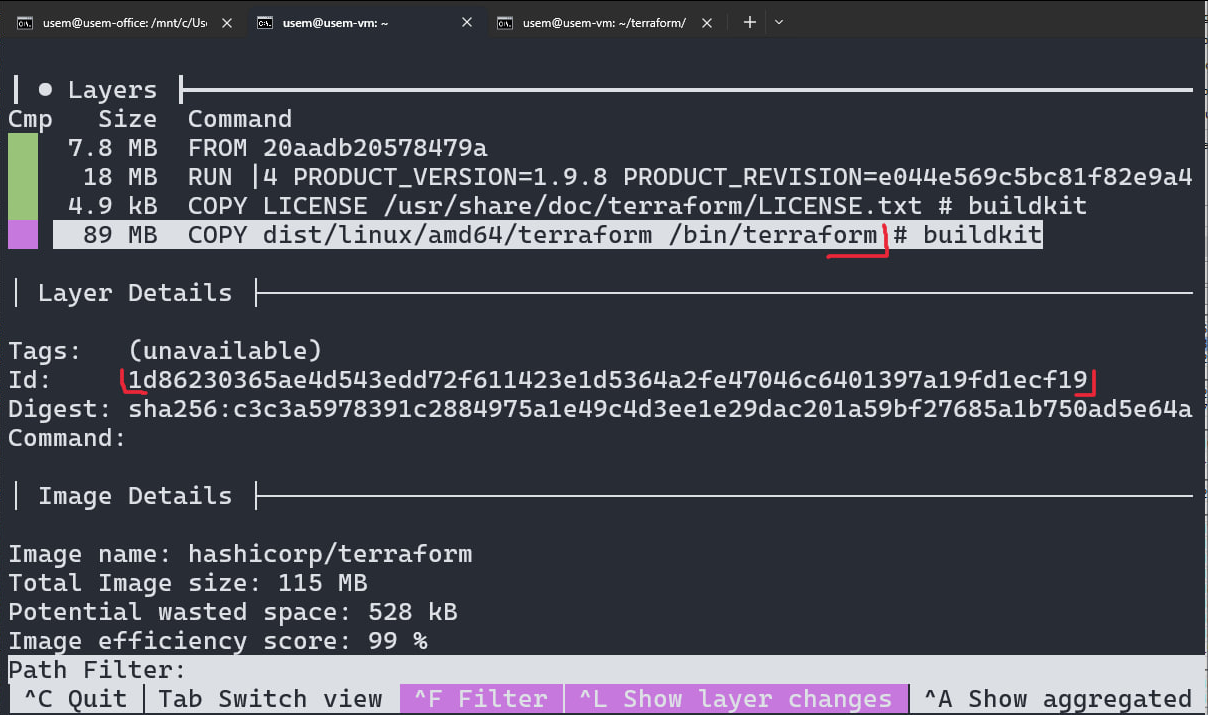 usem@usem-office: /mnt/c/Use
usem@usem-vm: ~
usem@usem-vm: ~/terraform/
Layers
Cmp Size Command
7.8 MB FROM 20aadb20578479a
18 MB RUN |4 PRODUCT_VERSION=1.9.8 PRODUCT_REVISION=e044e569c5bc81f82e9a4
4.9 kB COPY LICENSE /usr/share/doc/terraform/LICENSE.txt # buildkit
89 MB COPY dist/linux/amd64/terraform /bin/terraform # buildkit
Layer Details
Tags: (unavailable)
Id: 1d86230365ae4d543edd72f611423e1d5364a2fe47046c6401397a19fd1ecf19
Digest: sha256:c3c3a5978391c2884975a1e49c4d3ee1e29dac201a59bf27685a1b750ad5e64a
Command:
Image Details
Image name: hashicorp/terraform
Total Image size: 115 MB
Potential wasted space: 528 kB
Image efficiency score: 99 %
Path Filter:
^C Quit | Tab Switch view ^F Filter | ^L Show layer changes | ^A Show aggregated